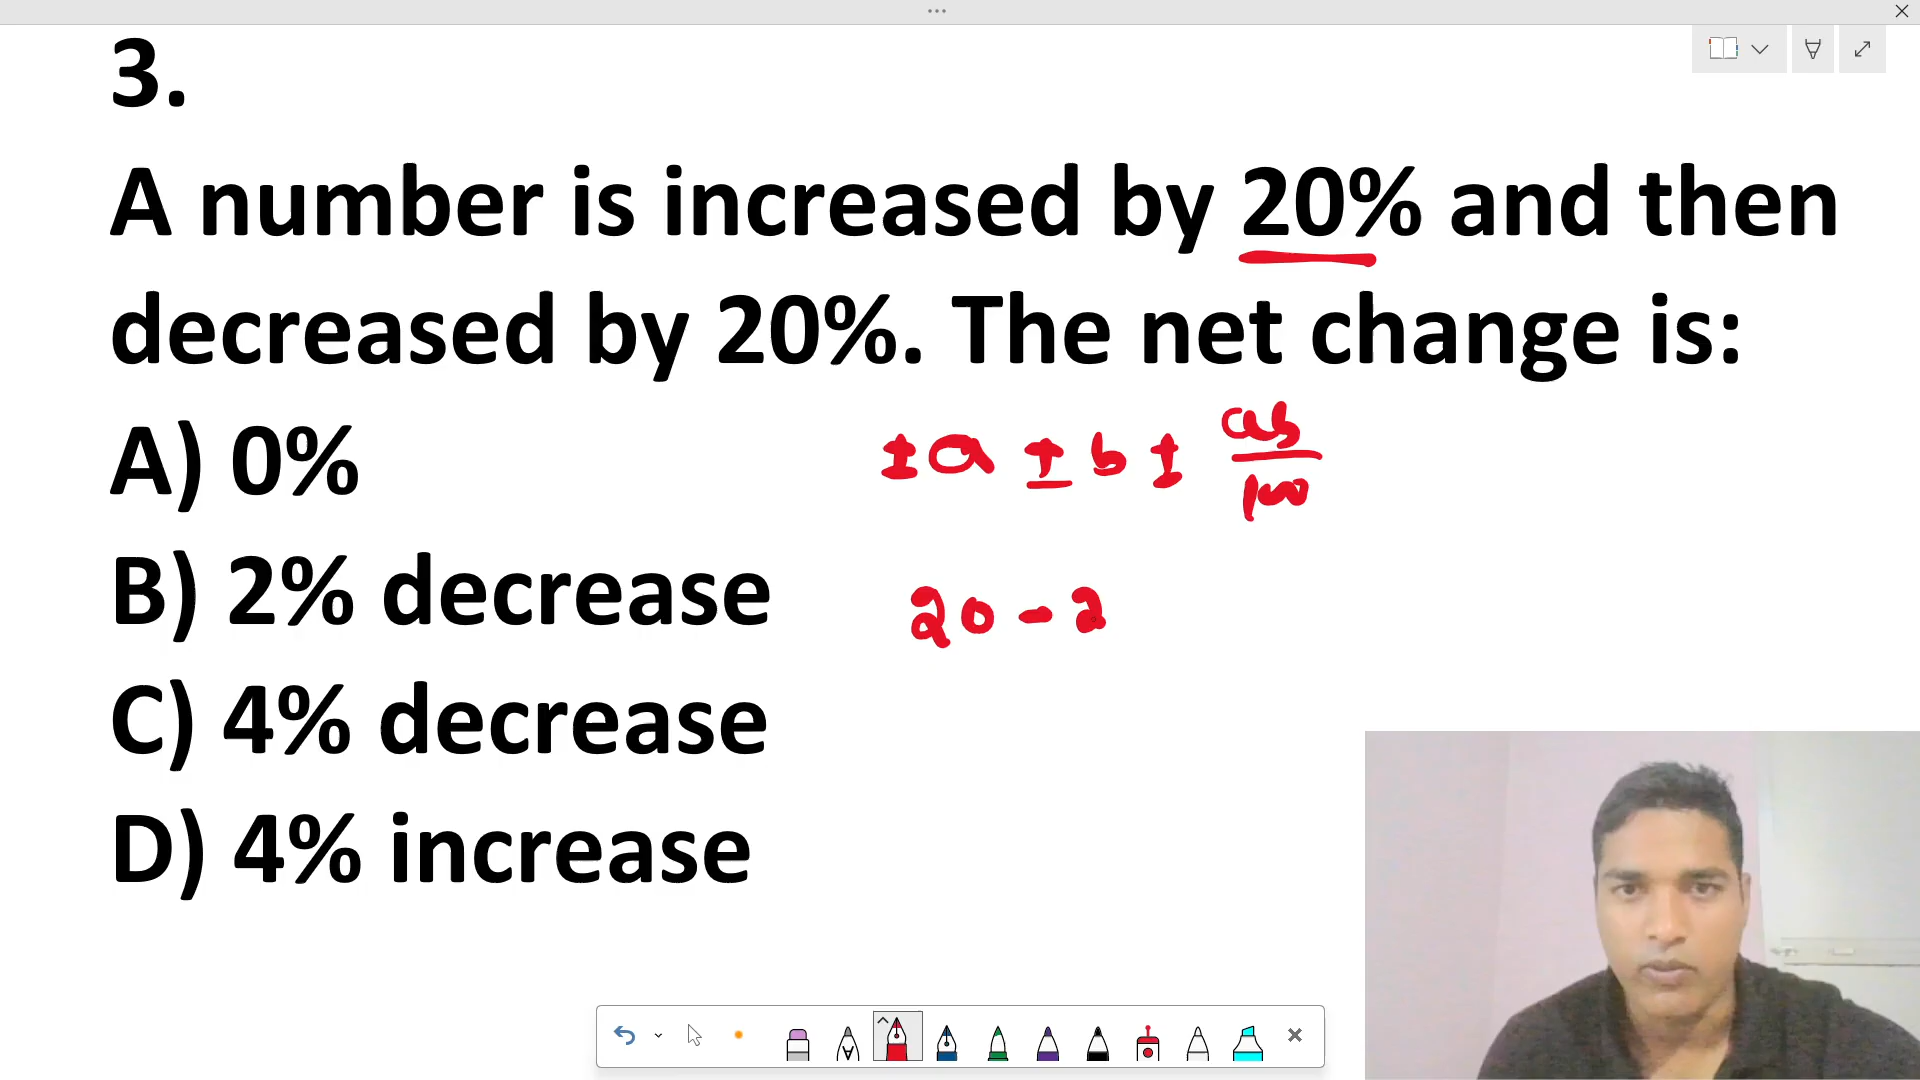 3.
A number is increased by 20% and then
decreased by 20%. The net change is:
A) 0%
± a ± b ± ab/100
B) 2% decrease
20 - 2
C) 4% decrease
D) 4% increase